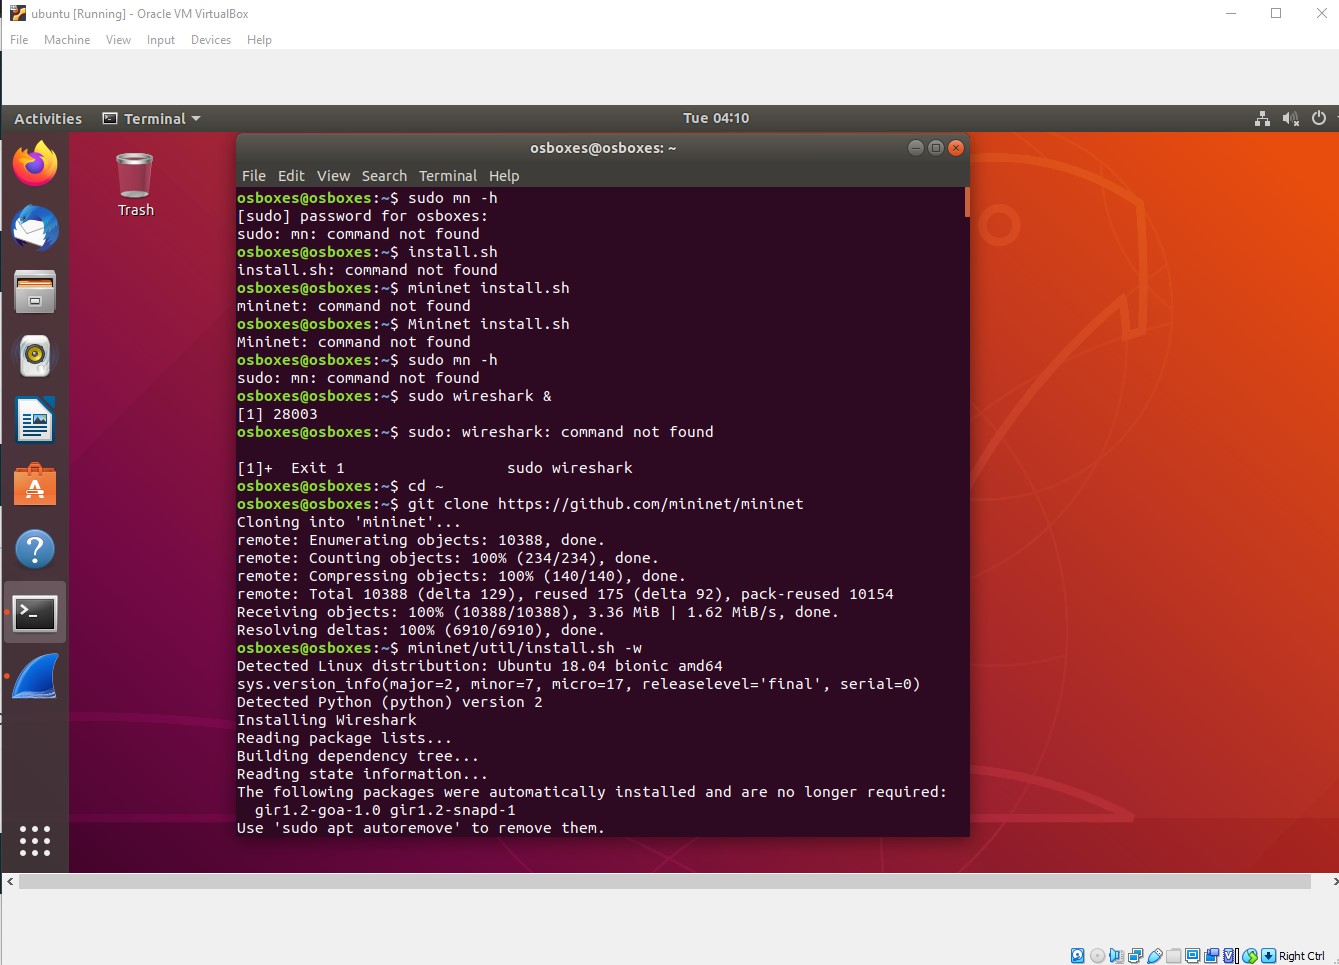 ubuntu [Running] - Oracle VM VirtualBox
File Machine View Input Devices Help
Activities Terminal Tue 04:10
Trash
osboxes@osboxes: ~
File Edit View Search Terminal Help
osboxes@osboxes:~$ sudo mn -h
[sudo] password for osboxes:
sudo: mn: command not found
osboxes@osboxes:~$ install.sh
install.sh: command not found
osboxes@osboxes:~$ mininet install.sh
mininet: command not found
osboxes@osboxes:~$ Mininet install.sh
Mininet: command not found
osboxes@osboxes:~$ sudo mn -h
sudo: mn: command not found
osboxes@osboxes:~$ sudo wireshark &
[1] 28003
osboxes@osboxes:~$ sudo: wireshark: command not found
[1]+  Exit 1                  sudo wireshark
osboxes@osboxes:~$ cd ~
osboxes@osboxes:~$ git clone https://github.com/mininet/mininet
Cloning into 'mininet'...
remote: Enumerating objects: 10388, done.
remote: Counting objects: 100% (234/234), done.
remote: Compressing objects: 100% (140/140), done.
remote: Total 10388 (delta 129), reused 175 (delta 92), pack-reused 10154
Receiving objects: 100% (10388/10388), 3.36 MiB | 1.62 MiB/s, done.
Resolving deltas: 100% (6910/6910), done.
osboxes@osboxes:~$ mininet/util/install.sh -w
Detected Linux distribution: Ubuntu 18.04 bionic amd64
sys.version_info(major=2, minor=7, micro=17, releaselevel='final', serial=0)
Detected Python (python) version 2
Installing Wireshark
Reading package lists...
Building dependency tree...
Reading state information...
The following packages were automatically installed and are no longer required:
  gir1.2-goa-1.0 gir1.2-snapd-1
Use 'sudo apt autoremove' to remove them.
Right Ctrl